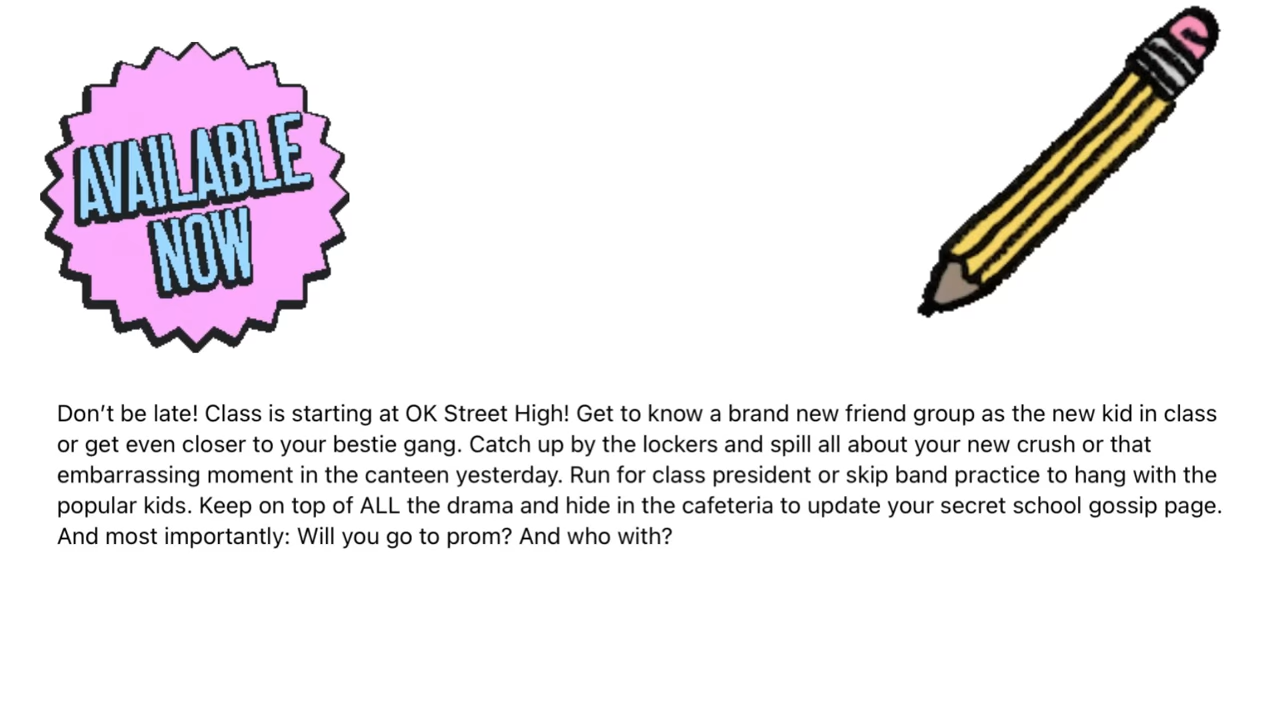 AVAILABLE
NOW
Don’t be late! Class is starting at OK Street High! Get to know a brand new friend group as the new kid in class
or get even closer to your bestie gang. Catch up by the lockers and spill all about your new crush or that
embarrassing moment in the canteen yesterday. Run for class president or skip band practice to hang with the
popular kids. Keep on top of ALL the drama and hide in the cafeteria to update your secret school gossip page.
And most importantly: Will you go to prom? And who with?